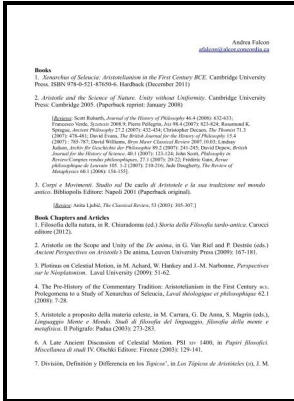 Andrea Falcon
afalcon@alcor.concordia.ca
Books
1. Xenarchus of Seleucia: Aristotelianism in the First Century BCE. Cambridge University
Press. ISBN 978-0-521-87650-6. Hardback (December 2011)
2. Aristotle and the Science of Nature. Unity without Uniformity. Cambridge University
Press: Cambridge 2005. (Paperback reprint: January 2008)
[Reviews: Scott Rubarth, Journal of the History of Philosophy 46.4 (2008): 632-633;
Francesco Verde, Syzetesis 2008.9; Pierre Pellegrin, Isis 98.4 (2007): 823-824; Rosamond K.
Sprague, Ancient Philosophy 27.2 (2007): 432-434; Christopher Decaen, The Thomist 71.3
(2007): 478-481; David Evans, The British Journal for the History of Philosophy 15.4
(2007): 785-787; David Williams, Bryn Mawr Classical Review 2007.10.03; Lindsay
Judson, Archiv für Geschichte der Philosophie 89.2 (2007): 241-245; David Depew, British
Journal for the History of Science, 40.1 (2007): 123-124; John Scott, Philosophy in
Review/Comptes rendus philosophiques, 27.1 (2007): 20-22; Frédéric Gain, Revue
philosophique de Louvain 105. 1-2 (2007): 210-216; Jude Dougherty, The Review of
Metaphysics 60.1 (2006): 154-155].
3. Corpi e Movimenti. Studio sul De caelo di Aristotele e la sua tradizione nel mondo
antico. Bibliopolis Editore: Napoli 2001 (Paperback original).
[Review: Anita Ljubić, The Classical Review, 53 (2003): 305-307.]
Book Chapters and Articles
1. Filosofia della natura, in R. Chiaradonna (ed.) Storia della Filosofia tardo-antica. Carocci
editore (2012).
2. Aristotle on the Scope and Unity of the De anima, in G. Van Riel and P. Destrée (eds.)
Ancient Perspectives on Aristotle's De anima, Leuven University Press (2009): 167-181.
3. Plotinus on Celestial Motion, in M. Achard, W. Hankey and J.-M. Narbonne, Perspectives
sur le Néoplatonism. Laval University (2009): 51-62.
4. The Pre-History of the Commentary Tradition: Aristotelianism in the First Century BCE.
Prolegomena to a Study of Xenarchus of Seleucia, Laval théologique et philosophique 62.1
(2008): 7-28.
5. Aristotele a proposito della materia celeste, in M. Carrara, G. De Anna, S. Magrin (eds.),
Linguaggio Mente e Mondo. Studi di filosofia del linguaggio, filosofia della mente e
metafisica. Il Poligrafo: Padua (2003): 273-283.
6. A Late Ancient Discussion of Celestial Motion. PSI XIV 1400, in Papiri filosofici.
Miscellanea di studi IV. Olschki Editore: Firenze (2003): 129-141.
7. División, Definitión y Differencia en los Topicos', in Los Tópicos de Aristóteles (a), J. M.